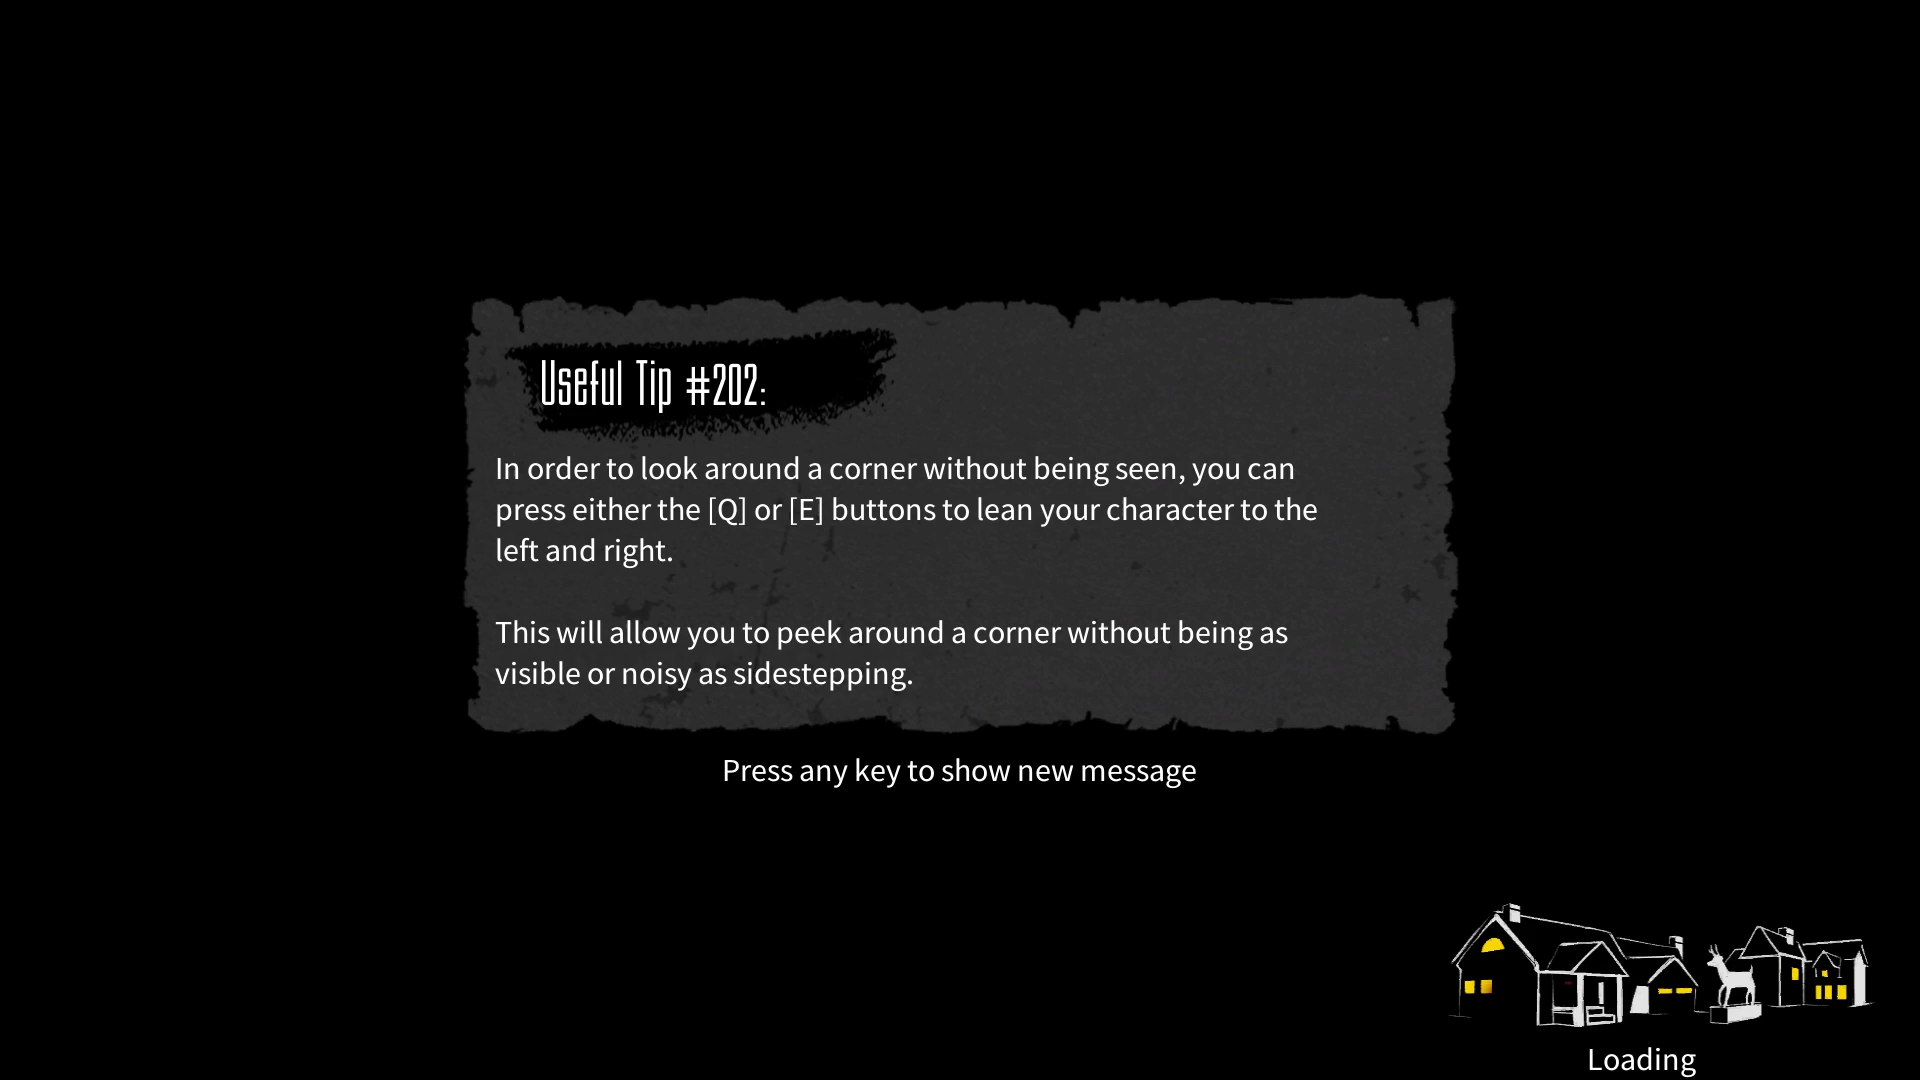 Useful Tip #202:
In order to look around a corner without being seen, you can
press either the [Q] or [E] buttons to lean your character to the
left and right.
This will allow you to peek around a corner without being as
visible or noisy as sidestepping.
Press any key to show new message
Loading